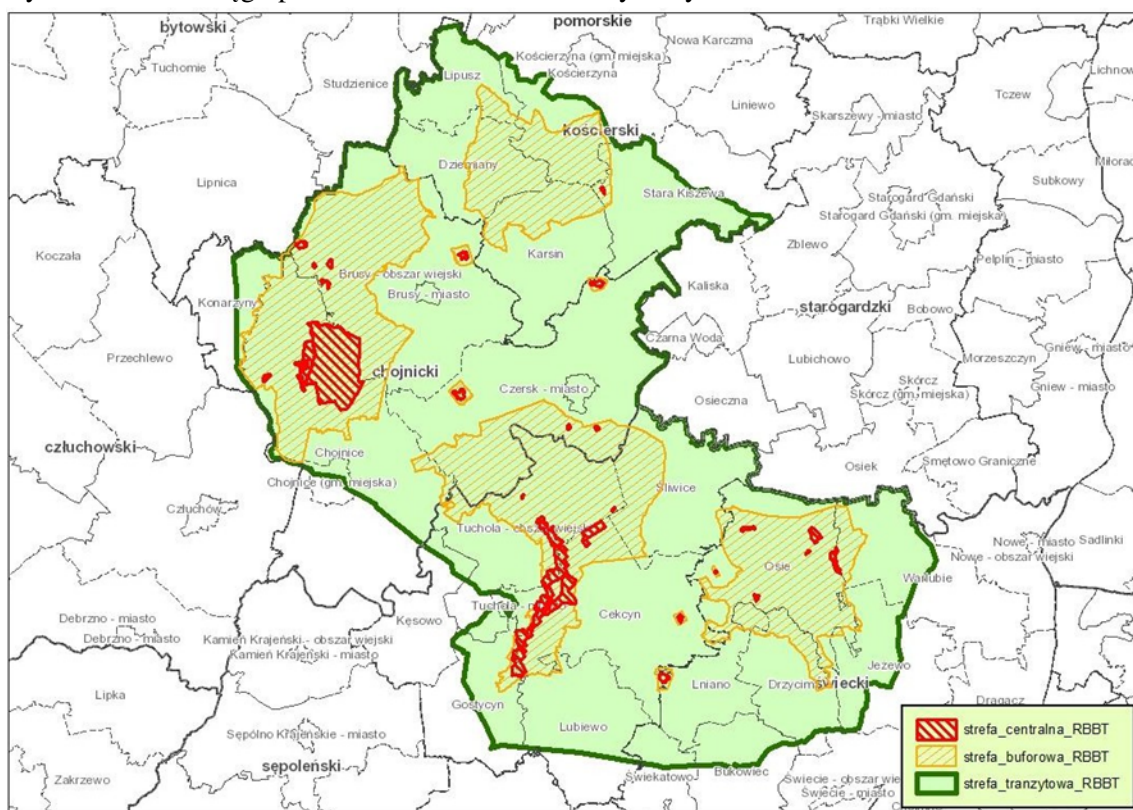 bytowski
pomorskie
Trąbki Wielkie
Nowa Karczma
Kościerzyna (gm. miejska)
Kościerzyna
Tuchomie
Studzienice
Lipusz
Lichnow
Liniewo
Tczew
Skarszewy - miasto
kościerski
Dziemiany
Miłorad
Lipnica
Subkowy
Stara Kiszewa
Starogard Gdański
Starogard Gdański (gm. miejska)
Zblewo
Koczała
Karsin
Pelplin - miasto
Brusy - obszar wiejski
Kaliska
Konarzyny
Brusy - miasto
starogardzki
Bobowo
Czarna Woda
Przechlewo
Lubichowo
Morzeszczyn
Gniew - miasto
chojnicki
Skórcz
Skórcz (gm. miejska)
Gniew - miasto
Czersk - miasto
Osieczna
człuchowski
Chojnice
Osiek
Smętowo Graniczne
Chojnice (gm. miejska)
Śliwice
Człuchów
Tuchola - obszar wiejski
Nowe - miasto
Sadlinki
Nowe - obszar wiejski
Osie
Warlubie
Tuchola - m
Cekcyn
Debrzno - miasto
Kęsowo
Debrzno - miasto
Kamień Krajeński - obszar wiejski
Kamień Krajeński - miasto
Jeżewo
Lipka
Lniano
Drzycim
świecki
Gostycyn
Dragacz
Lubiewo
Sępólno Krajeńskie - miasto
sepoleński
Zakrzewo
Świekatowo
Bukowiec
Świecie - obszar wiejski
Świecie - miasto
strefa_centralna_RBBT
strefa_buforowa_RBBT
strefa_tranzytowa_RBBT